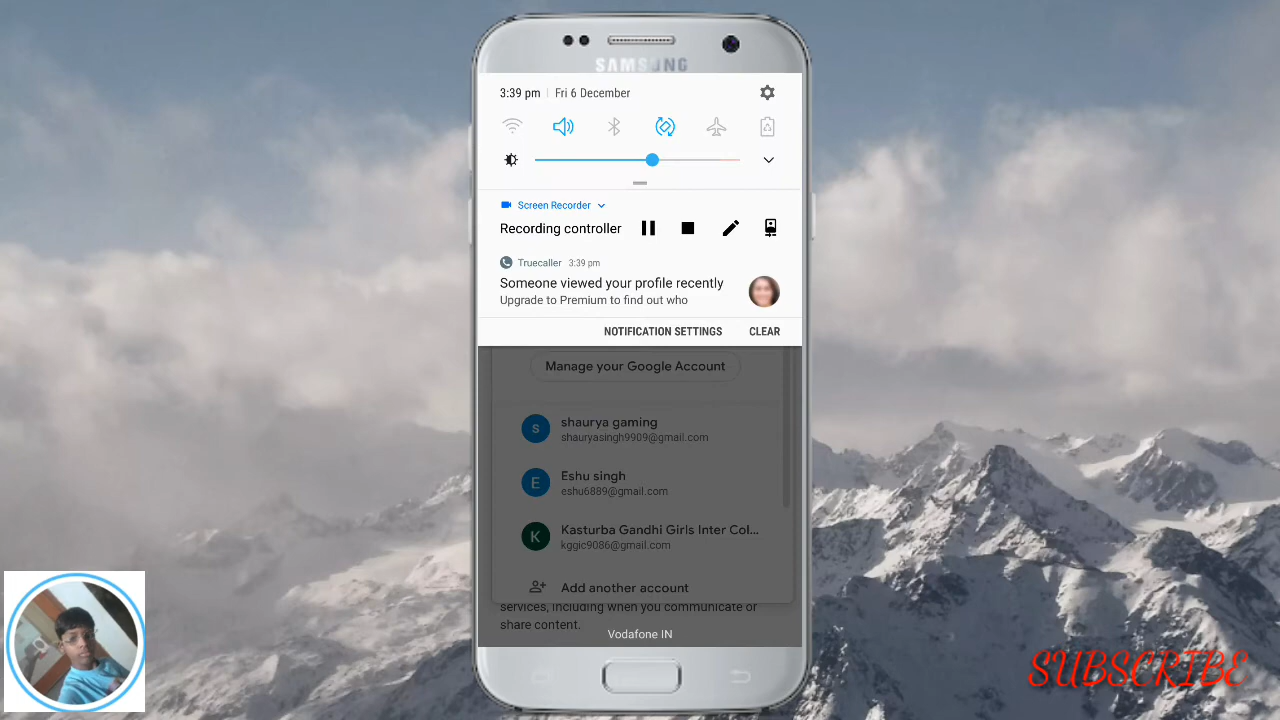 SAMSUNG
3:39 pm Fri 6 December
Screen Recorder
Recording controller
Truecaller 3:39 pm
Someone viewed your profile recently
Upgrade to Premium to find out who
NOTIFICATION SETTINGS CLEAR
Manage your Google Account
S shaurya gaming
shauryasingh9909@gmail.com
E Eshu singh
eshu6889@gmail.com
K Kasturba Gandhi Girls Inter Col...
kggic9086@gmail.com
Add another account
services, including when you communicate or
share content.
Vodafone IN
SUBSCRIBE